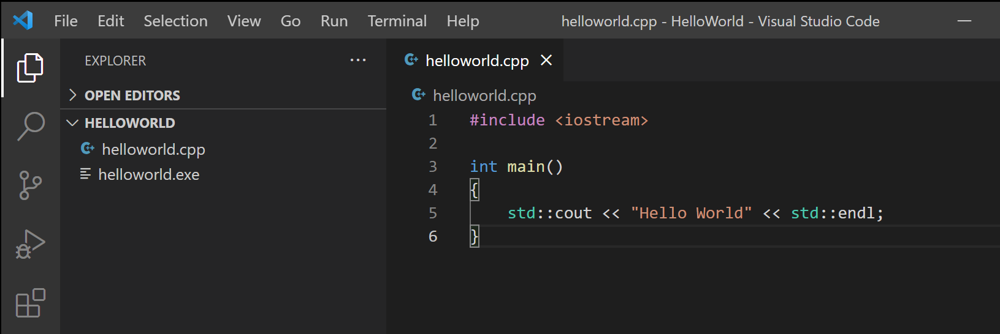 File Edit Selection View Go Run Terminal Help helloworld.cpp - HelloWorld - Visual Studio Code
EXPLORER ···
OPEN EDITORS
HELLOWORLD
helloworld.cpp
helloworld.exe
helloworld.cpp
helloworld.cpp
1 #include <iostream>
2
3 int main()
4 {
5     std::cout << "Hello World" << std::endl;
6 }